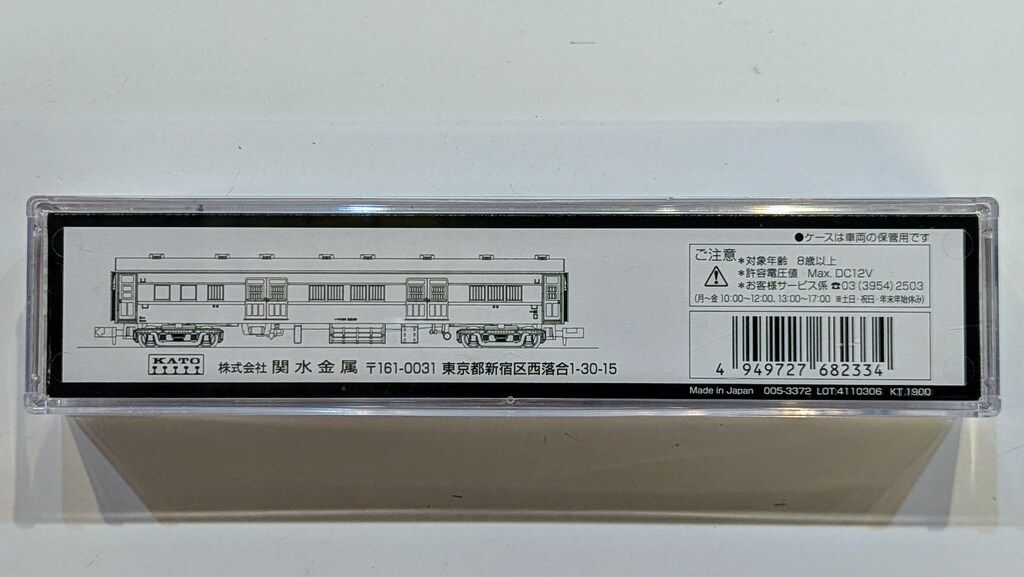 ●ケースは車両の保管用です
ご注意
＊対象年齢 8歳以上
＊許容電圧値 Max. DC12V
＊お客様サービス係 ☎03(3954)2503
(月〜金 10:00〜12:00、13:00〜17:00 ※土日・祝日・年末年始休み)
KATO
株式会社 関水金属 〒161-0031 東京都新宿区西落合1-30-15
4 949727 682334
Made in Japan 005-3372 LOT:4110306 KT 1900